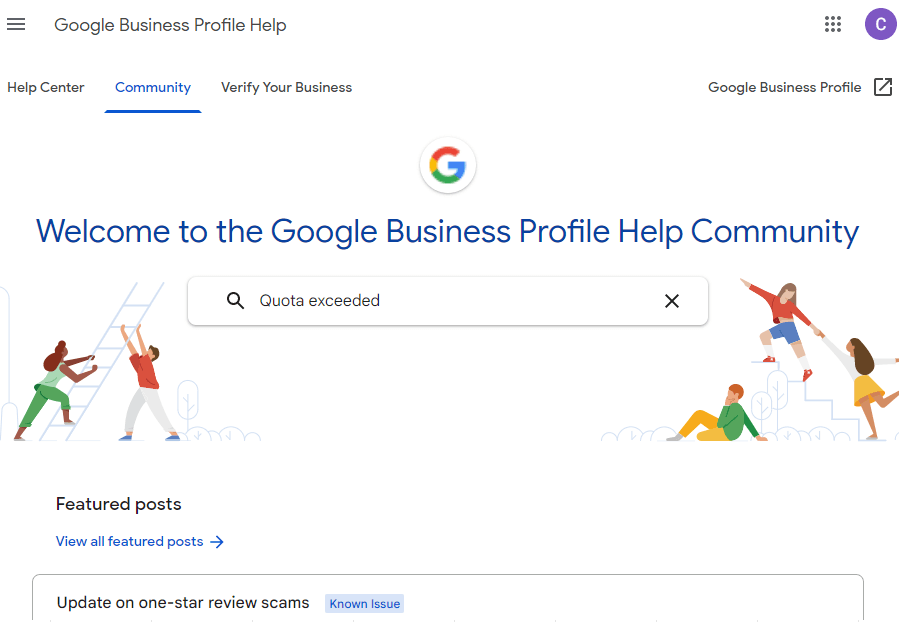 Google Business Profile Help
C
Help Center
Community
Verify Your Business
Google Business Profile
Welcome to the Google Business Profile Help Community
Quota exceeded
Featured posts
View all featured posts
Update on one-star review scams Known Issue